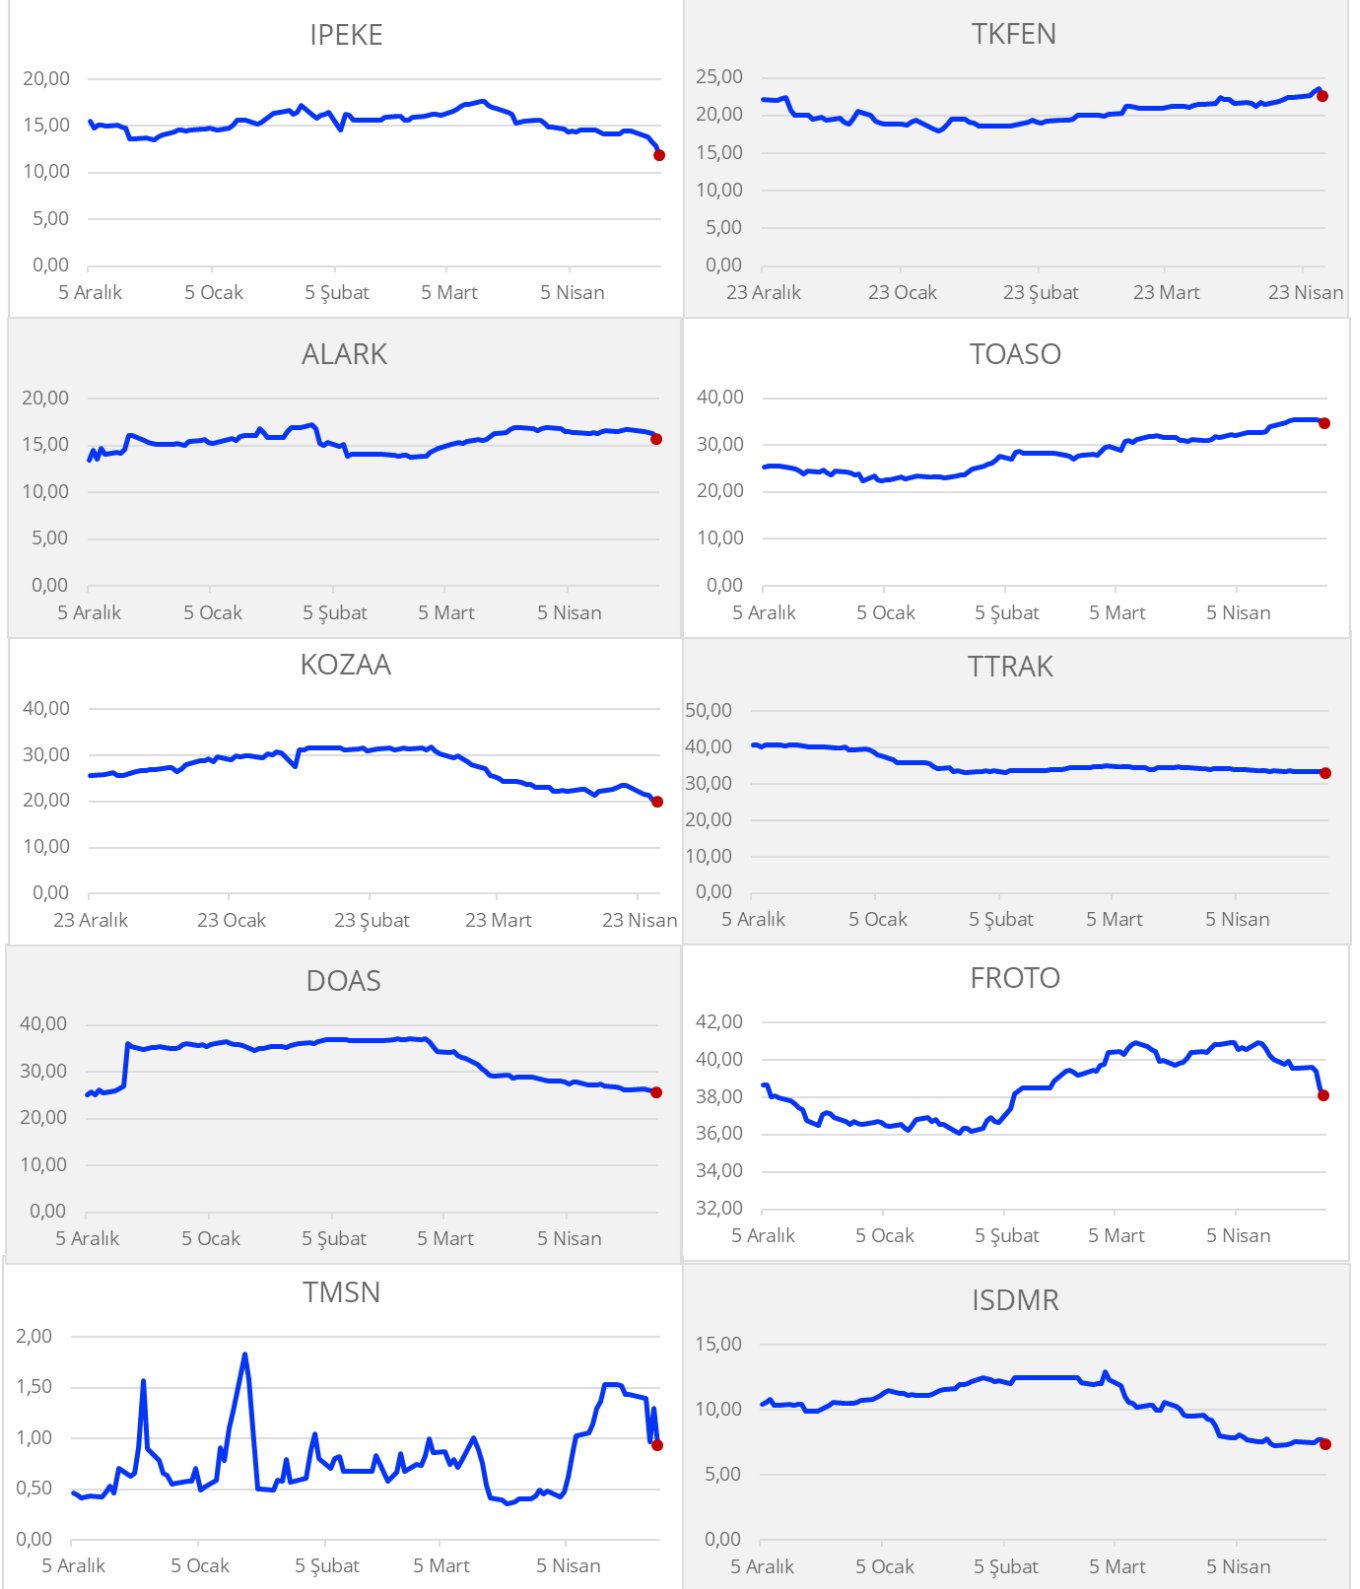 IPEKE
20,00
15,00
10,00
5,00
0,00
5 Aralık 5 Ocak 5 Şubat 5 Mart 5 Nisan
TKFEN
25,00
20,00
15,00
10,00
5,00
0,00
23 Aralık 23 Ocak 23 Şubat 23 Mart 23 Nisan
ALARK
20,00
15,00
10,00
5,00
0,00
5 Aralık 5 Ocak 5 Şubat 5 Mart 5 Nisan
TOASO
40,00
30,00
20,00
10,00
0,00
5 Aralık 5 Ocak 5 Şubat 5 Mart 5 Nisan
KOZAA
40,00
30,00
20,00
10,00
0,00
23 Aralık 23 Ocak 23 Şubat 23 Mart 23 Nisan
TTRAK
50,00
40,00
30,00
20,00
10,00
0,00
5 Aralık 5 Ocak 5 Şubat 5 Mart 5 Nisan
DOAS
40,00
30,00
20,00
10,00
0,00
5 Aralık 5 Ocak 5 Şubat 5 Mart 5 Nisan
FROTO
42,00
40,00
38,00
36,00
34,00
32,00
5 Aralık 5 Ocak 5 Şubat 5 Mart 5 Nisan
TMSN
2,00
1,50
1,00
0,50
0,00
5 Aralık 5 Ocak 5 Şubat 5 Mart 5 Nisan
ISDMR
15,00
10,00
5,00
0,00
5 Aralık 5 Ocak 5 Şubat 5 Mart 5 Nisan